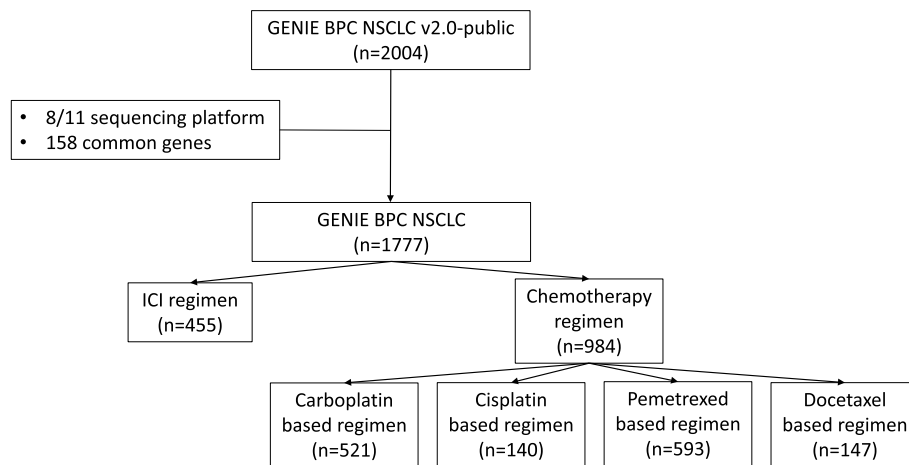 GENIE BPC NSCLC v2.0-public
(n=2004)
• 8/11 sequencing platform
• 158 common genes
GENIE BPC NSCLC
(n=1777)
ICI regimen
(n=455)
Chemotherapy
regimen
(n=984)
Carboplatin
based regimen
(n=521)
Cisplatin
based regimen
(n=140)
Pemetrexed
based regimen
(n=593)
Docetaxel
based regimen
(n=147)